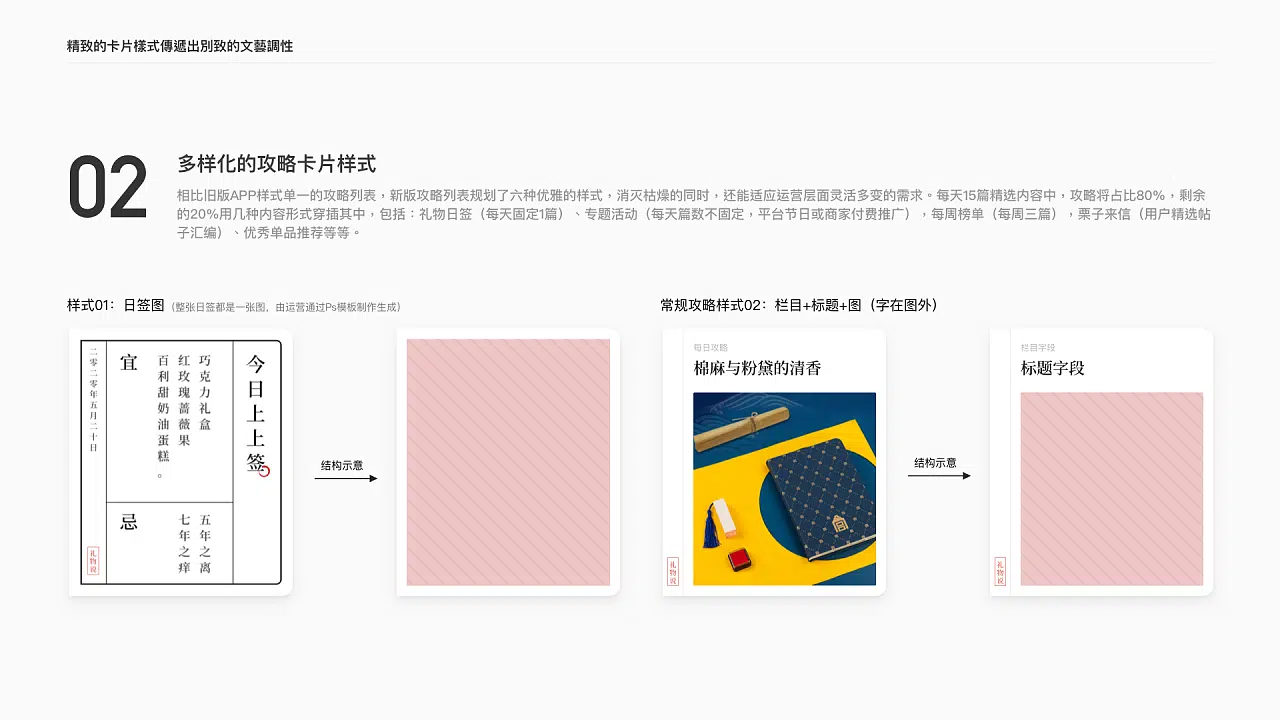 精致的卡片樣式傳遞出別致的文藝調性
02
多样化的攻略卡片样式
相比旧版APP样式单一的攻略列表，新版攻略列表规划了六种优雅的样式，消灭枯燥的同时，还能适应运营层面灵活多变的需求。每天15篇精选内容中，攻略将占比80%，剩余
的20%用几种内容形式穿插其中，包括：礼物日签（每天固定1篇）、专题活动（每天篇数不固定，平台节日或商家付费推广），每周榜单（每周三篇），栗子来信（用户精选帖
子汇编）、优秀单品推荐等等。
样式01：日签图（整张日签都是一张图，由运营通过Ps模板制作生成）
今日上上签
宜
巧克力礼盒
红玫瑰蔷薇果
百利甜奶油蛋糕。
忌
五年之离
七年之痒
二零二零年五月二十日
礼物说
结构示意
常规攻略样式02：栏目+标题+图（字在图外）
每日攻略
棉麻与粉黛的清香
礼物说
结构示意
栏目字段
标题字段
礼物说